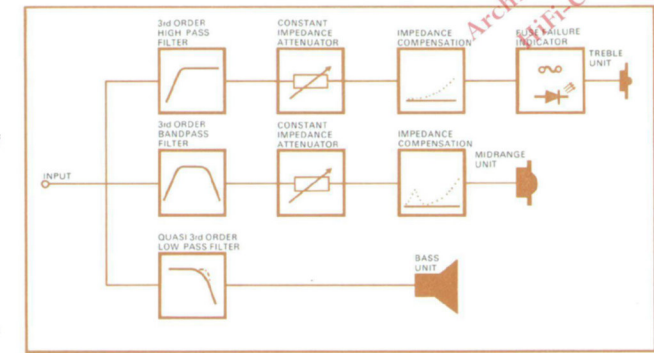 3rd ORDER
HIGH PASS
FILTER
CONSTANT
IMPEDANCE
ATTENUATOR
IMPEDANCE
COMPENSATION
FUSE FAILURE
INDICATOR
TREBLE
UNIT
3rd ORDER
BANDPASS
FILTER
CONSTANT
IMPEDANCE
ATTENUATOR
IMPEDANCE
COMPENSATION
MIDRANGE
UNIT
INPUT
QUASI 3rd ORDER
LOW PASS FILTER
BASS
UNIT